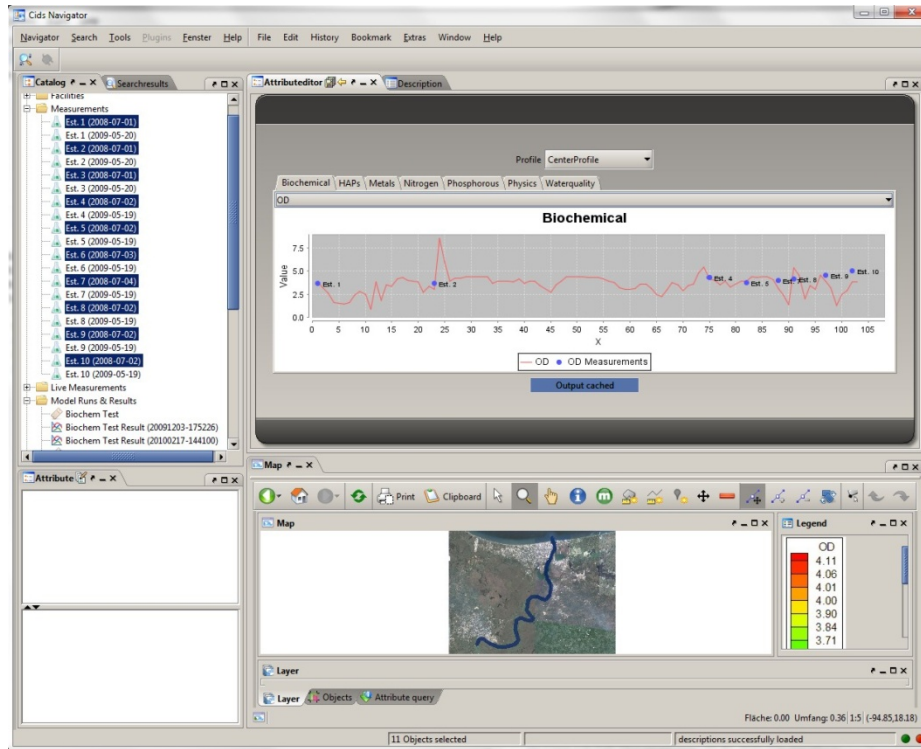 Cids Navigator
Navigator Search Tools Plugins Fenster Help File Edit History Bookmark Extras Window Help
Catalog
Searchresults
Facilities
Measurements
Est. 1 (2008-07-01)
Est. 1 (2009-05-20)
Est. 2 (2008-07-01)
Est. 2 (2009-05-20)
Est. 3 (2008-07-01)
Est. 3 (2009-05-20)
Est. 4 (2008-07-02)
Est. 4 (2009-05-19)
Est. 5 (2008-07-02)
Est. 5 (2009-05-19)
Est. 6 (2008-07-03)
Est. 6 (2009-05-19)
Est. 7 (2008-07-04)
Est. 7 (2009-05-19)
Est. 8 (2008-07-02)
Est. 8 (2009-05-19)
Est. 9 (2008-07-02)
Est. 9 (2009-05-19)
Est. 10 (2008-07-02)
Est. 10 (2009-05-19)
Live Measurements
Model Runs & Results
Biochem Test
Biochem Test Result (20091203-175226)
Biochem Test Result (20100217-144100)
Attribute
Attributeditor
Description
Profile CenterProfile
Biochemical HAPs Metals Nitrogen Phosphorous Physics Waterquality
OD
Biochemical
Value
7.5
5.0
2.5
0.0
Est. 1
Est. 2
Est. 4
Est. 5
Est. 8
Est. 9
Est. 10
0 5 10 15 20 25 30 35 40 45 50 55 60 65 70 75 80 85 90 95 100 105
X
OD OD Measurements
Output cached
Map
Print Clipboard
Map
Legend
OD
4.11
4.06
4.01
4.00
3.90
3.84
3.71
Layer
Layer Objects Attribute query
Fläche: 0.00 Umfang: 0.36 1:5 (-94.85,18.18)
11 Objects selected
descriptions successfully loaded